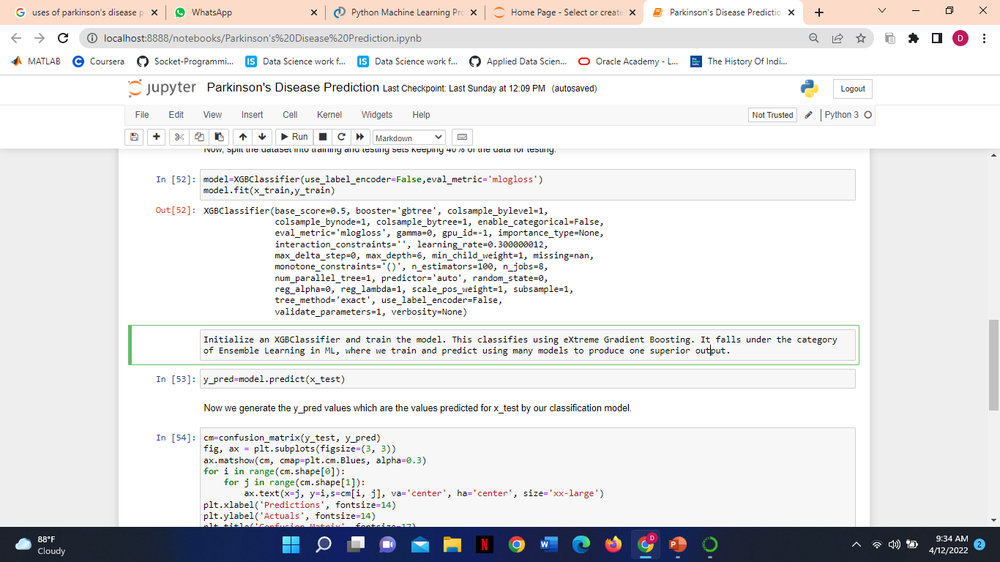 uses of parkinson's disease p
WhatsApp
Python Machine Learning Pro
Home Page - Select or create
Parkinson's Disease Predictio
localhost:8888/notebooks/Parkinson's%20Disease%20Prediction.ipynb
D
MATLAB
Coursera
Socket-Programmi...
IS Data Science work f...
IS Data Science work f...
Applied Data Scien...
Oracle Academy - L...
The History Of Indi...
jupyter Parkinson's Disease Prediction Last Checkpoint: Last Sunday at 12:09 PM (autosaved)
Logout
File Edit View Insert Cell Kernel Widgets Help
Not Trusted
Python 3
Run
Markdown
Now, split the dataset into training and testing sets keeping 40% of the data for testing.
In [52]: model=XGBClassifier(use_label_encoder=False,eval_metric='mlogloss')
model.fit(x_train,y_train)
Out[52]: XGBClassifier(base_score=0.5, booster='gbtree', colsample_bylevel=1,
colsample_bynode=1, colsample_bytree=1, enable_categorical=False,
eval_metric='mlogloss', gamma=0, gpu_id=-1, importance_type=None,
interaction_constraints='', learning_rate=0.300000012,
max_delta_step=0, max_depth=6, min_child_weight=1, missing=nan,
monotone_constraints='()', n_estimators=100, n_jobs=8,
num_parallel_tree=1, predictor='auto', random_state=0,
reg_alpha=0, reg_lambda=1, scale_pos_weight=1, subsample=1,
tree_method='exact', use_label_encoder=False,
validate_parameters=1, verbosity=None)
Initialize an XGBClassifier and train the model. This classifies using eXtreme Gradient Boosting. It falls under the category
of Ensemble Learning in ML, where we train and predict using many models to produce one superior output.
In [53]: y_pred=model.predict(x_test)
Now we generate the y_pred values which are the values predicted for x_test by our classification model.
In [54]: cm=confusion_matrix(y_test, y_pred)
fig, ax = plt.subplots(figsize=(3, 3))
ax.matshow(cm, cmap=plt.cm.Blues, alpha=0.3)
for i in range(cm.shape[0]):
for j in range(cm.shape[1]):
ax.text(x=j, y=i,s=cm[i, j], va='center', ha='center', size='xx-large')
plt.xlabel('Predictions', fontsize=14)
plt.ylabel('Actuals', fontsize=14)
plt.title('Confusion Matrix', fontsize=17)
88°F
Cloudy
9:34 AM
4/12/2022
2